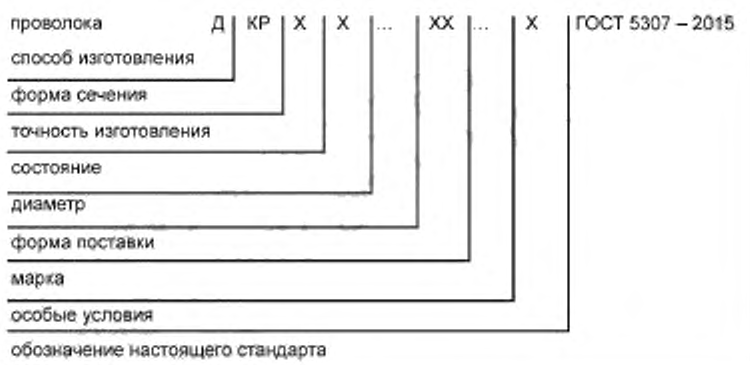 проволока Д КР Х Х ... ХХ ... Х ГОСТ 5307 – 2015
способ изготовления
форма сечения
точность изготовления
состояние
диаметр
форма поставки
марка
особые условия
обозначение настоящего стандарта